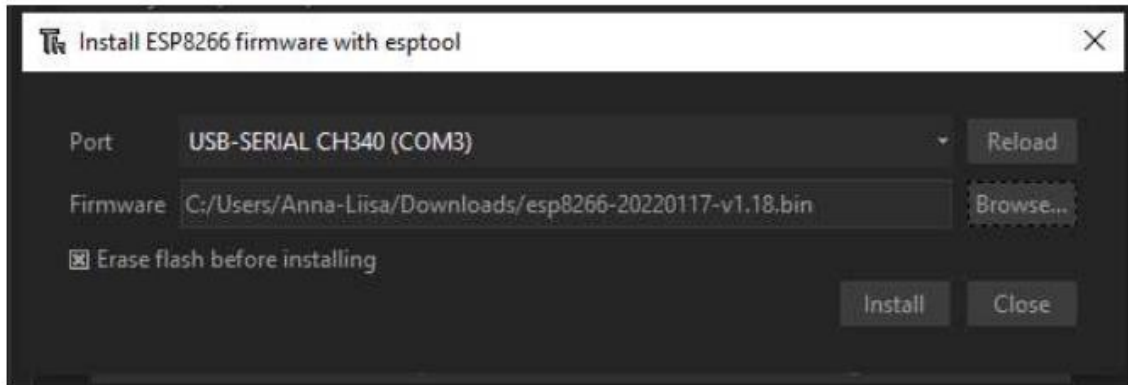 Install ESP8266 firmware with esptool
Port USB-SERIAL CH340 (COM3) Reload
Firmware C:/Users/Anna-Liisa/Downloads/esp8266-20220117-v1.18.bin Browse...
Erase flash before installing
Install Close